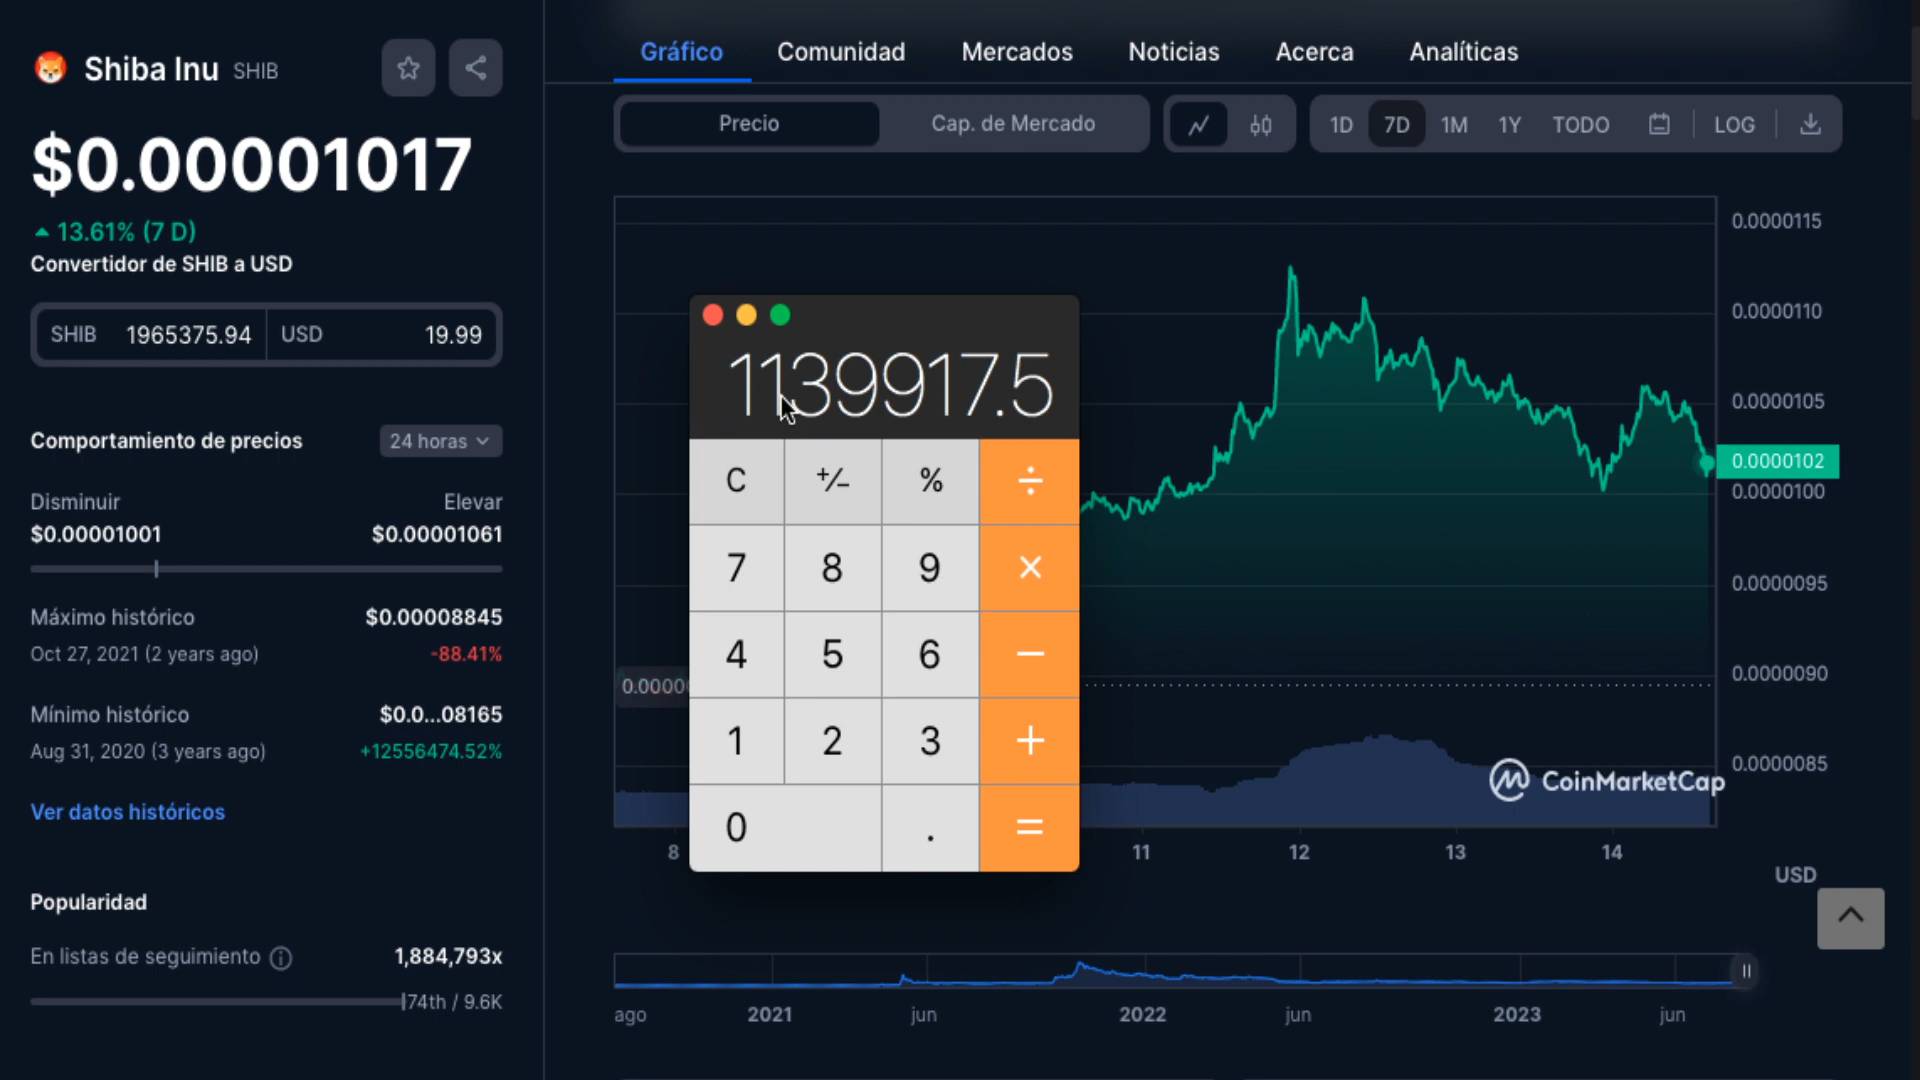 Shiba Inu SHIB
$0.00001017
13.61% (7 D)
Convertidor de SHIB a USD
SHIB 1965375.94 USD 19.99
Comportamiento de precios 24 horas
Disminuir Elevar
$0.00001001 $0.00001061
Máximo histórico $0.00008845
Oct 27, 2021 (2 years ago) -88.41%
Mínimo histórico $0.0...08165
Aug 31, 2020 (3 years ago) +12556474.52%
Ver datos históricos
Popularidad
En listas de seguimiento 1,884,793x
74th / 9.6K
Gráfico Comunidad Mercados Noticias Acerca Analíticas
Precio Cap. de Mercado 1D 7D 1M 1Y TODO LOG
0.0000115
0.0000110
0.0000105
0.0000102
0.0000100
0.0000095
0.0000090
0.0000085
CoinMarketCap
1139917.5
C +/− % ÷
7 8 9 ×
4 5 6 −
1 2 3 +
0 . =
8 11 12 13 14
USD
ago 2021 jun 2022 jun 2023 jun